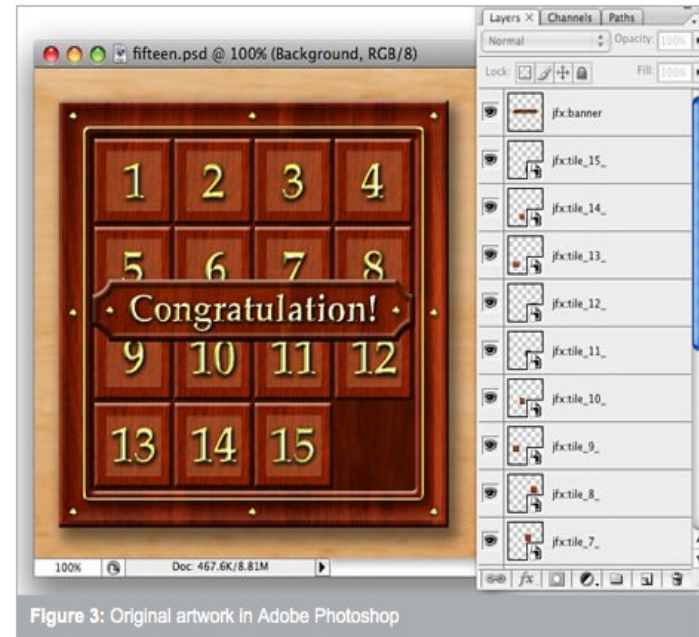 fifteen.psd @ 100% (Background, RGB/8)
1 2 3 4
5 6 7 8
Congratulation!
9 10 11 12
13 14 15
100% Doc: 467.6K/8.81M
Layers × Channels Paths
Normal Opacity: 100%
Lock: Fill: 100%
jfx:banner
jfx:tile_15_
jfx:tile_14_
jfx:tile_13_
jfx:tile_12_
jfx:tile_11_
jfx:tile_10_
jfx:tile_9_
jfx:tile_8_
jfx:tile_7_
fx
Figure 3: Original artwork in Adobe Photoshop